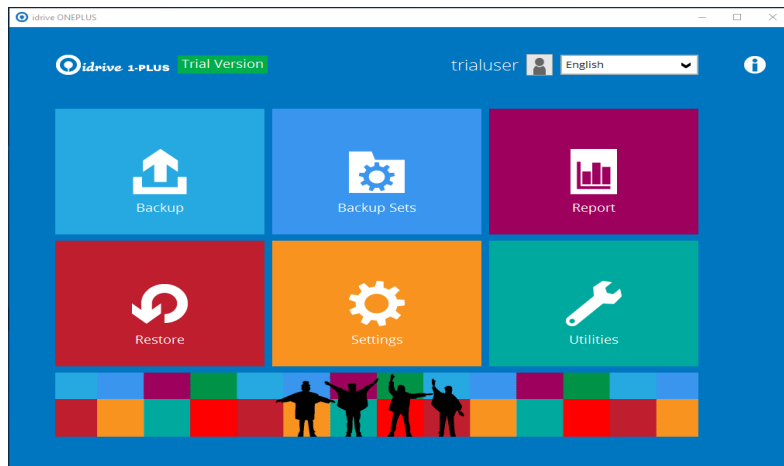 idrive ONEPLUS
idrive 1-PLUS Trial Version trialuser English
Backup Backup Sets Report
Restore Settings Utilities